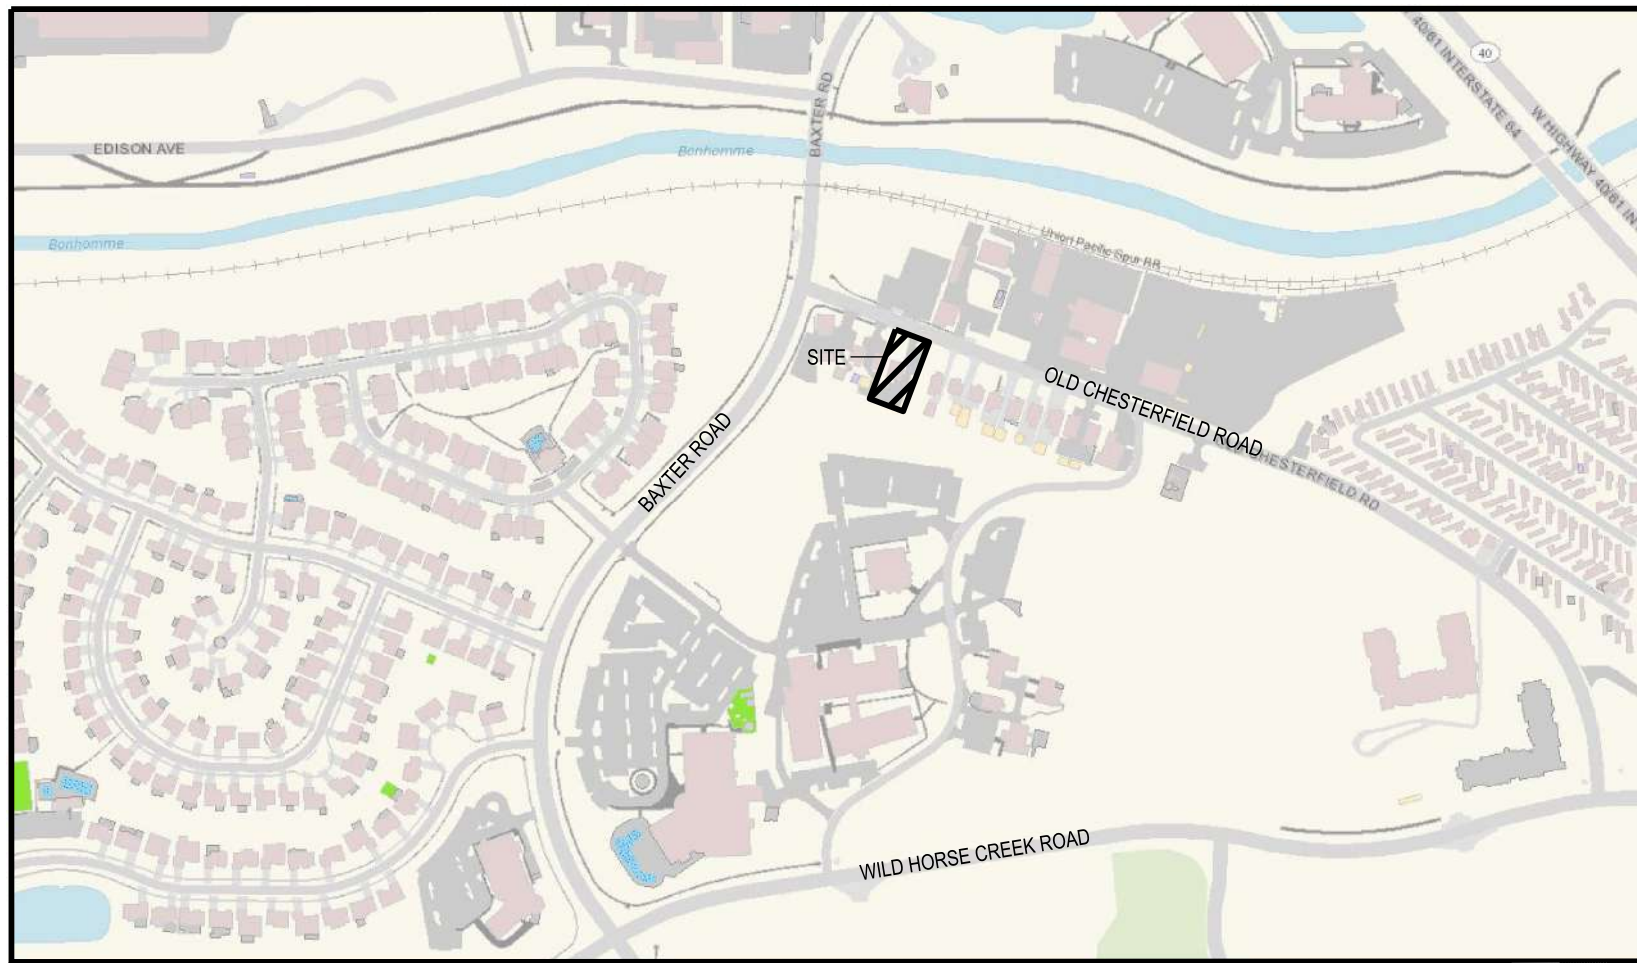 40
40/61 INTERSTATE 64
W HIGHWAY 40/61 IN
BAXTER RD
EDISON AVE
Bonhomme
Bonhomme
Union Pacific Spur RR
SITE
OLD CHESTERFIELD ROAD
CHESTERFIELD RD
BAXTER ROAD
WILD HORSE CREEK ROAD